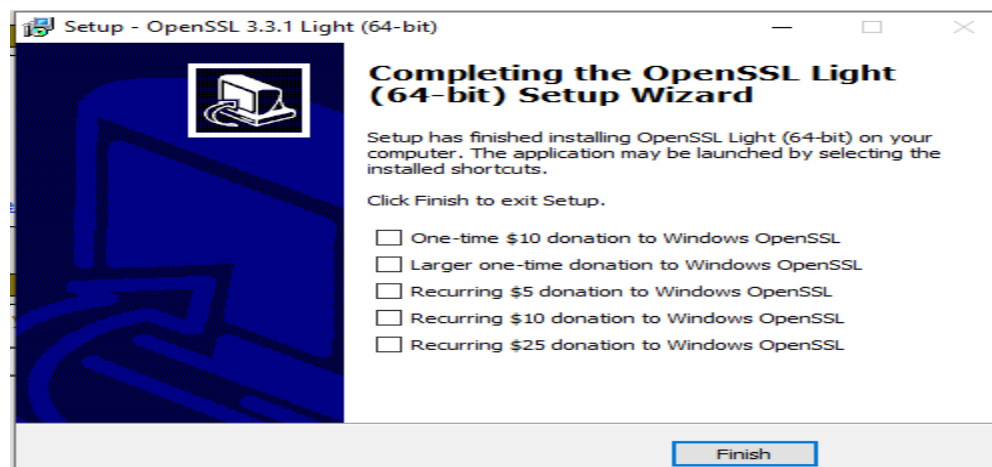 Setup - OpenSSL 3.3.1 Light (64-bit)
Completing the OpenSSL Light
(64-bit) Setup Wizard
Setup has finished installing OpenSSL Light (64-bit) on your
computer. The application may be launched by selecting the
installed shortcuts.
Click Finish to exit Setup.
One-time $10 donation to Windows OpenSSL
Larger one-time donation to Windows OpenSSL
Recurring $5 donation to Windows OpenSSL
Recurring $10 donation to Windows OpenSSL
Recurring $25 donation to Windows OpenSSL
Finish